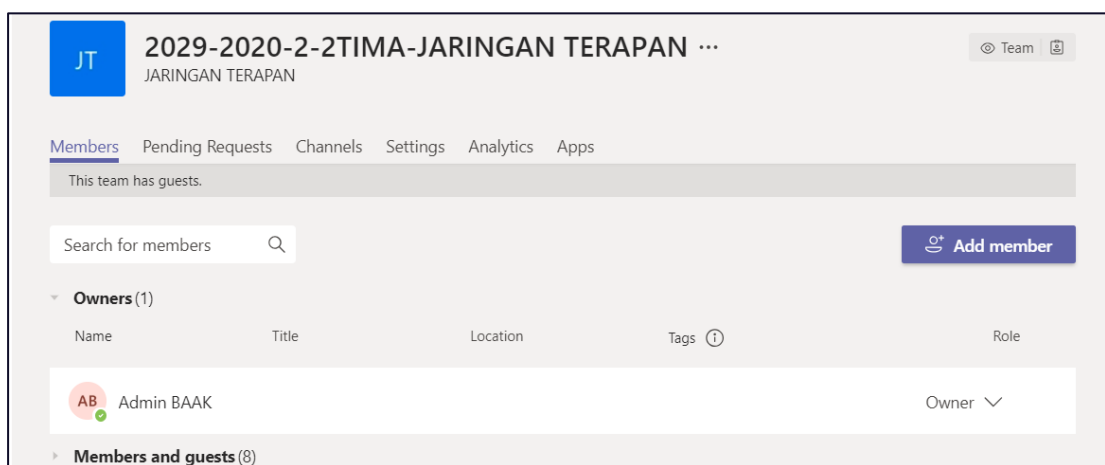 JT
2029-2020-2-2TIMA-JARINGAN TERAPAN ...
JARINGAN TERAPAN
Team
Members Pending Requests Channels Settings Analytics Apps
This team has guests.
Search for members
Add member
Owners (1)
Name Title Location Tags Role
AB Admin BAAK Owner
Members and guests (8)